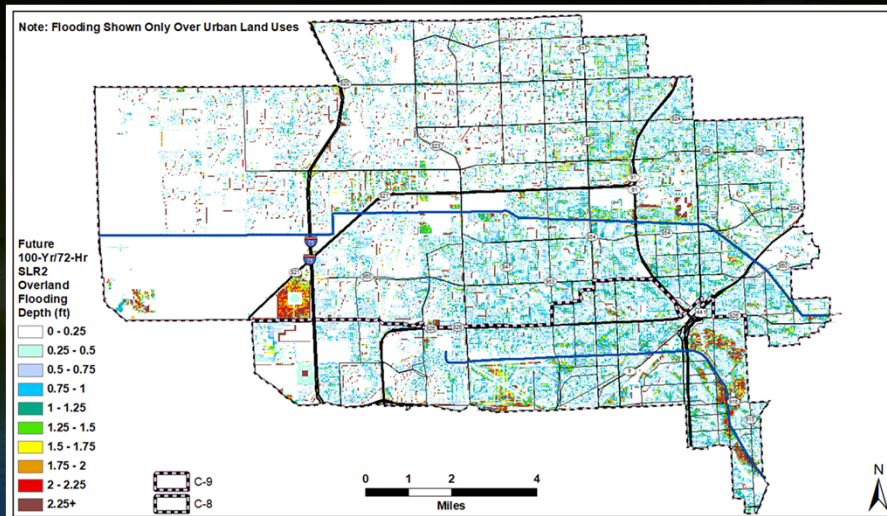 Note: Flooding Shown Only Over Urban Land Uses
Future
100-Yr/72-Hr
SLR2
Overland
Flooding
Depth (ft)
0 - 0.25
0.25 - 0.5
0.5 - 0.75
0.75 - 1
1 - 1.25
1.25 - 1.5
1.5 - 1.75
1.75 - 2
2 - 2.25
2.25+
C-9
C-8
0 1 2 4
Miles
N